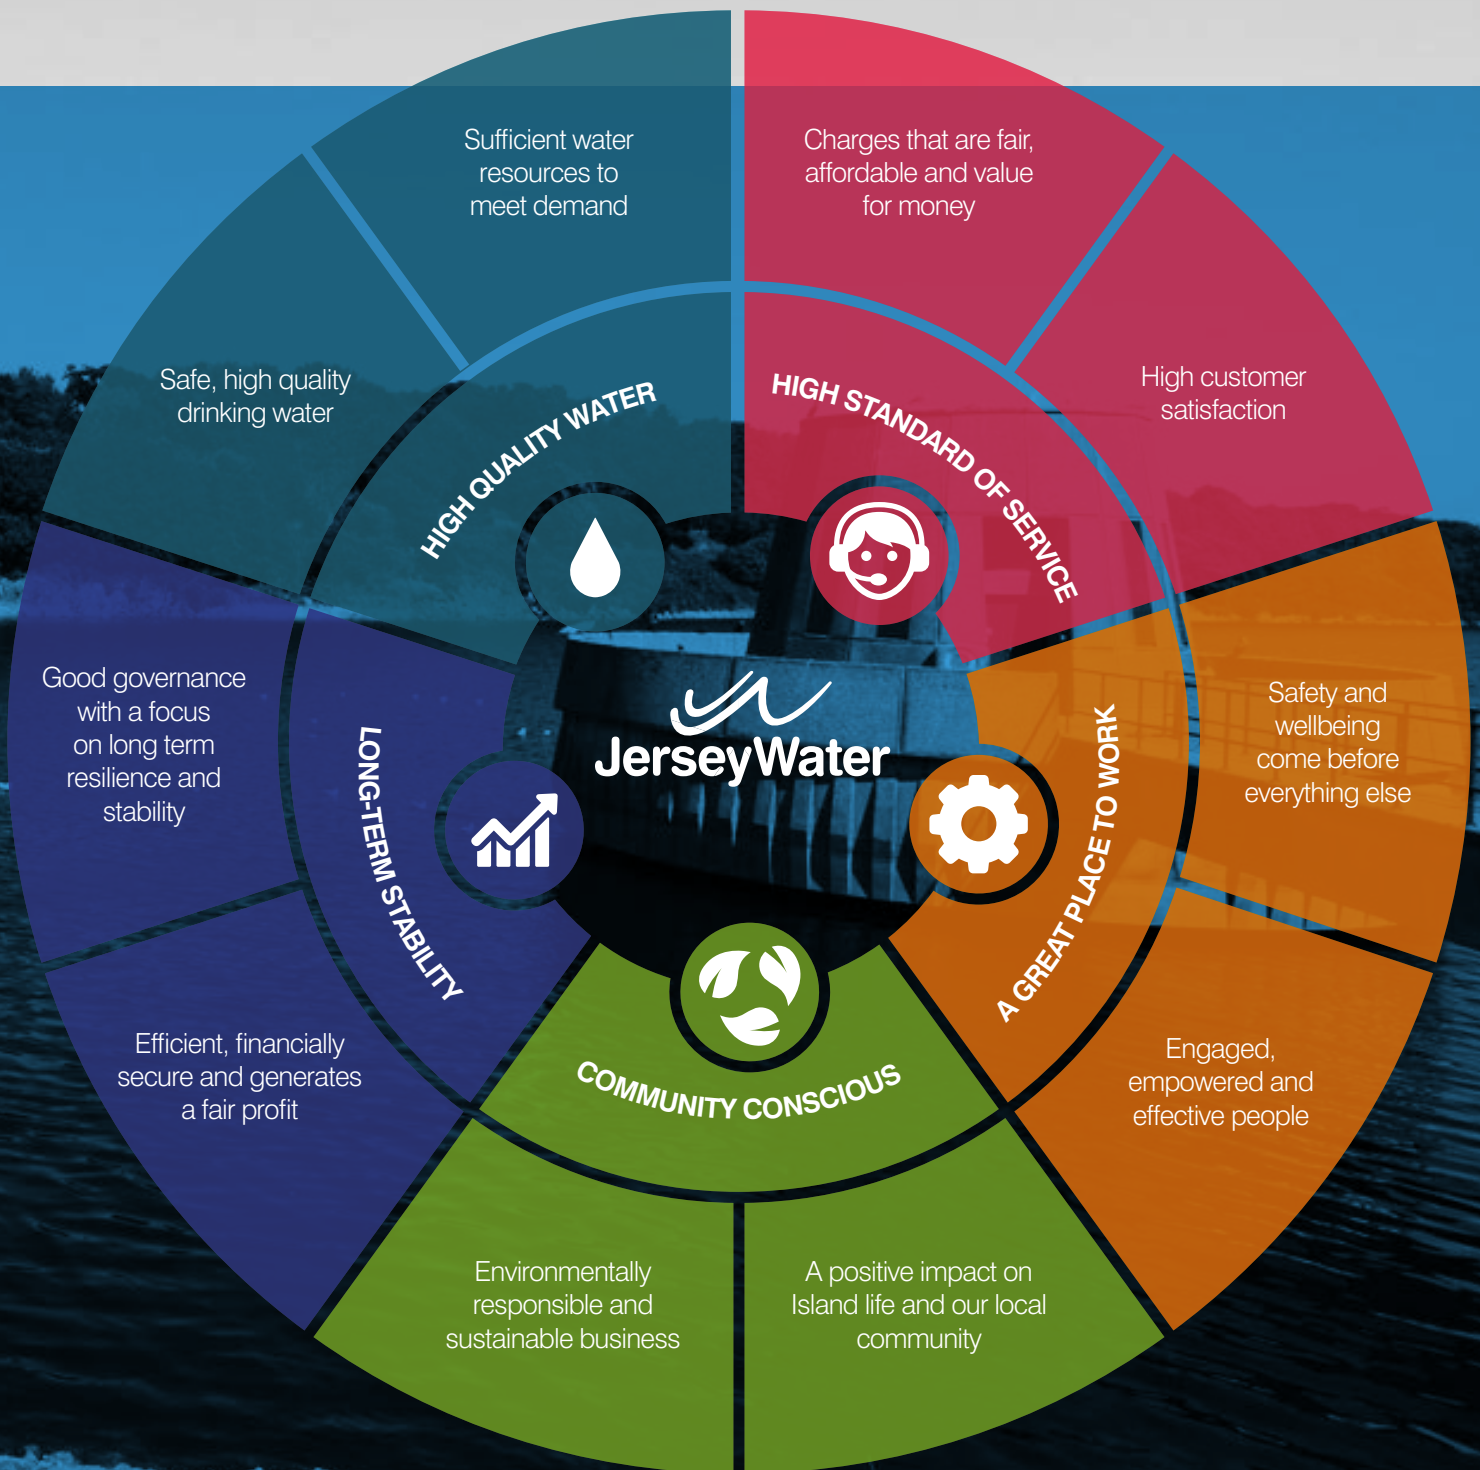 Sufficient water
resources to
meet demand
Charges that are fair,
affordable and value
for money
Safe, high quality
drinking water
High customer
satisfaction
HIGH QUALITY WATER
HIGH STANDARD OF SERVICE
Good governance
with a focus
on long term
resilience and
stability
LONG-TERM STABILITY
JerseyWater
A GREAT PLACE TO WORK
Safety and
wellbeing
come before
everything else
Efficient, financially
secure and generates
a fair profit
COMMUNITY CONSCIOUS
Engaged,
empowered and
effective people
Environmentally
responsible and
sustainable business
A positive impact on
Island life and our local
community